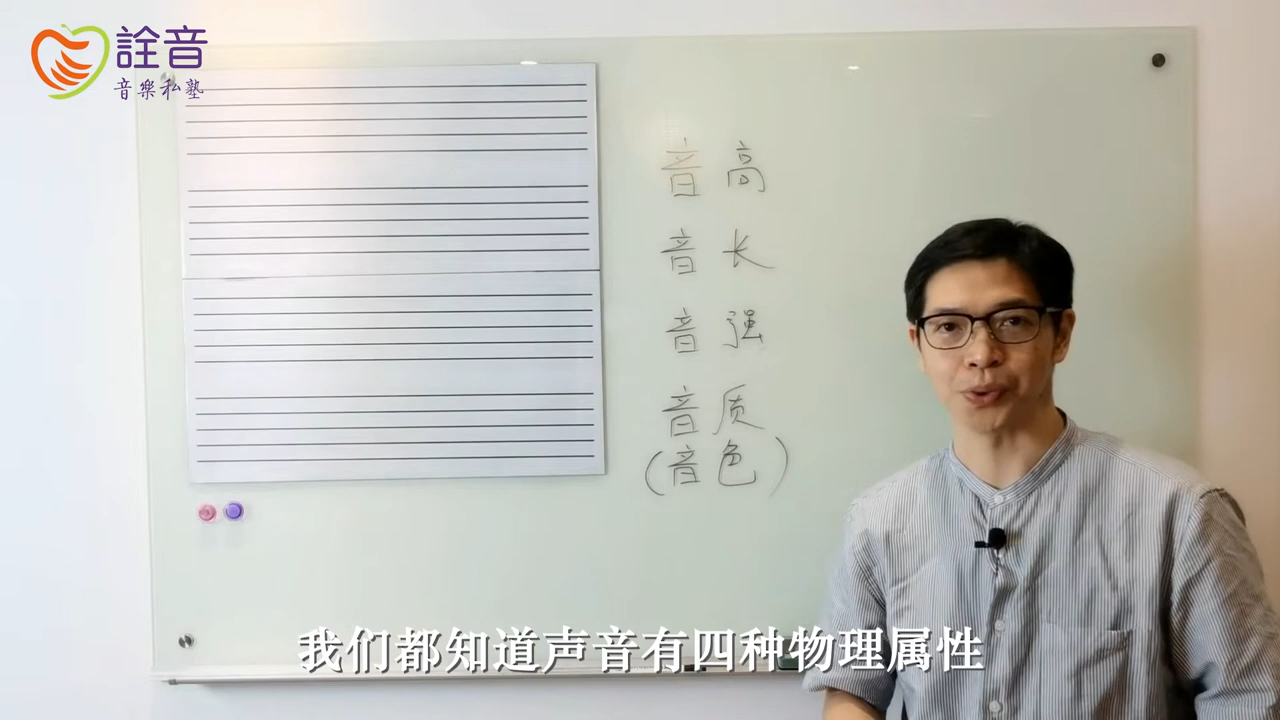 詮音
音樂私塾
音高
音长
音强
音质
(音色)
我们都知道声音有四种物理属性